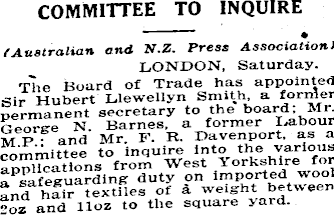 COMMITTEE TO INQUIRE
(Australian and N.Z. Press Association)
LONDON, Saturday.
The Board of Trade has appointed
Sir Hubert Llewellyn Smith, a former
permanent secretary to the board; Mr.
George N. Barnes, a former Labour
M.P.; and Mr. F. R. Davenport, as a
committee to inquire into the various
applications from West Yorkshire for
a safeguarding duty on imported wool
and hair textiles of a weight between
2oz and 11oz to the square yard.